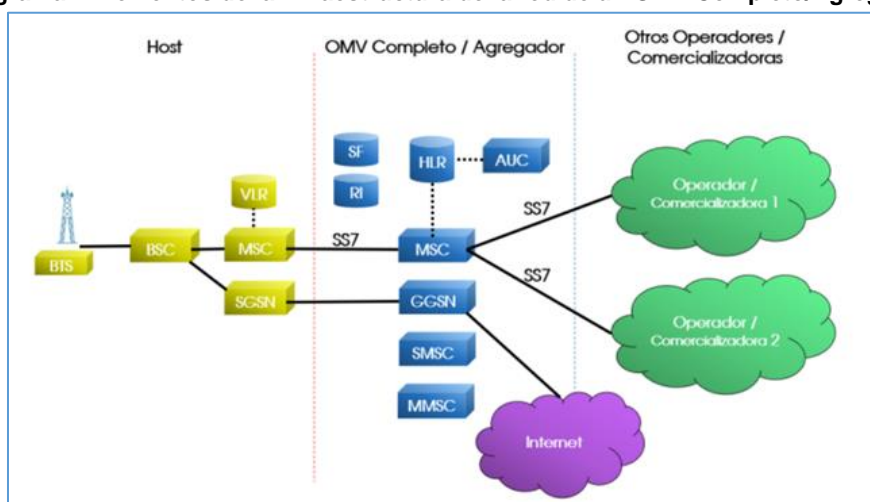 Host
OMV Completo / Agregador
Otros Operadores /
Comercializadoras
SF
RI
HLR
AUC
VLR
BTS
BSC
MSC
SS7
MSC
SS7
SS7
SGSN
GGSN
SMSC
MMSC
Operador /
Comercializadora 1
Operador /
Comercializadora 2
Internet